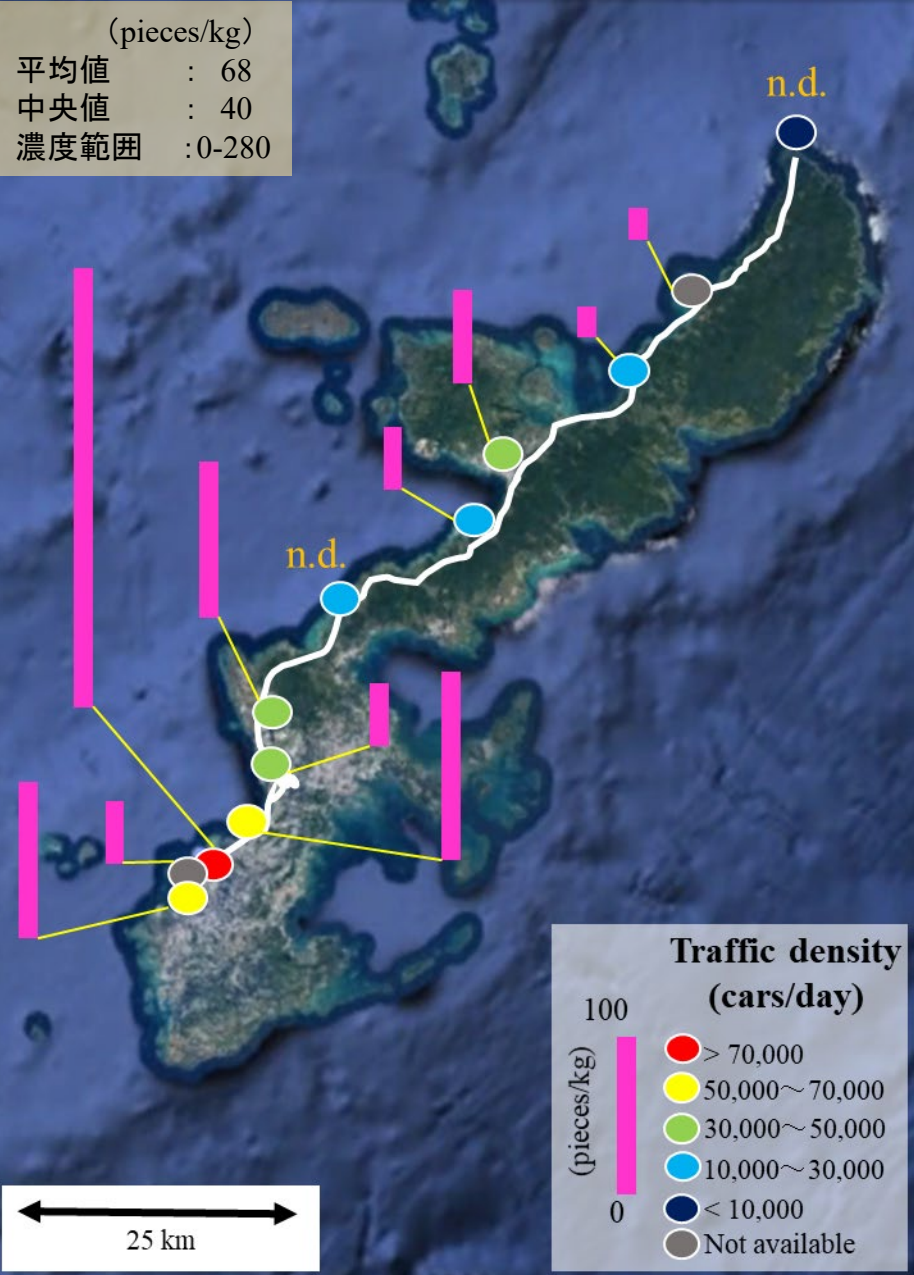 （pieces/kg）
平均値 : 68
中央値 : 40
濃度範囲 :0-280
n.d.
n.d.
Traffic density
(cars/day)
100
(pieces/kg)
0
> 70,000
50,000～70,000
30,000～50,000
10,000～30,000
< 10,000
Not available
25 km